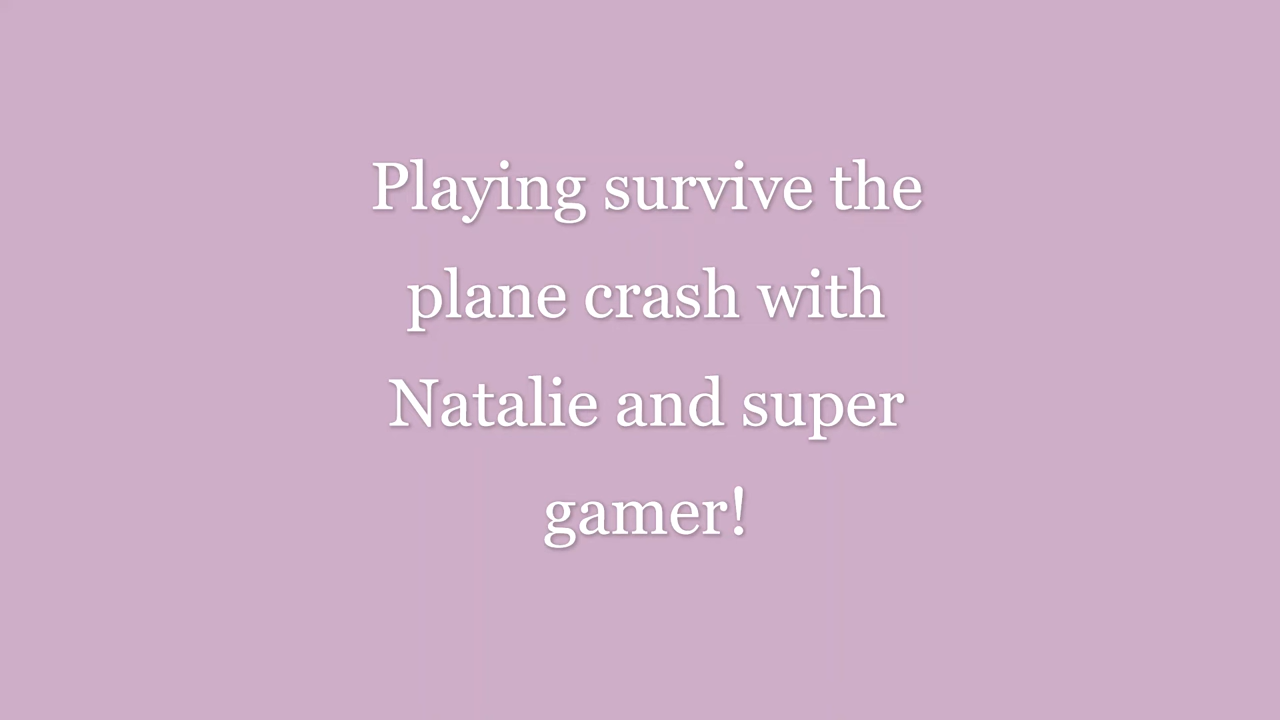 Playing survive the
plane crash with
Natalie and super
gamer!